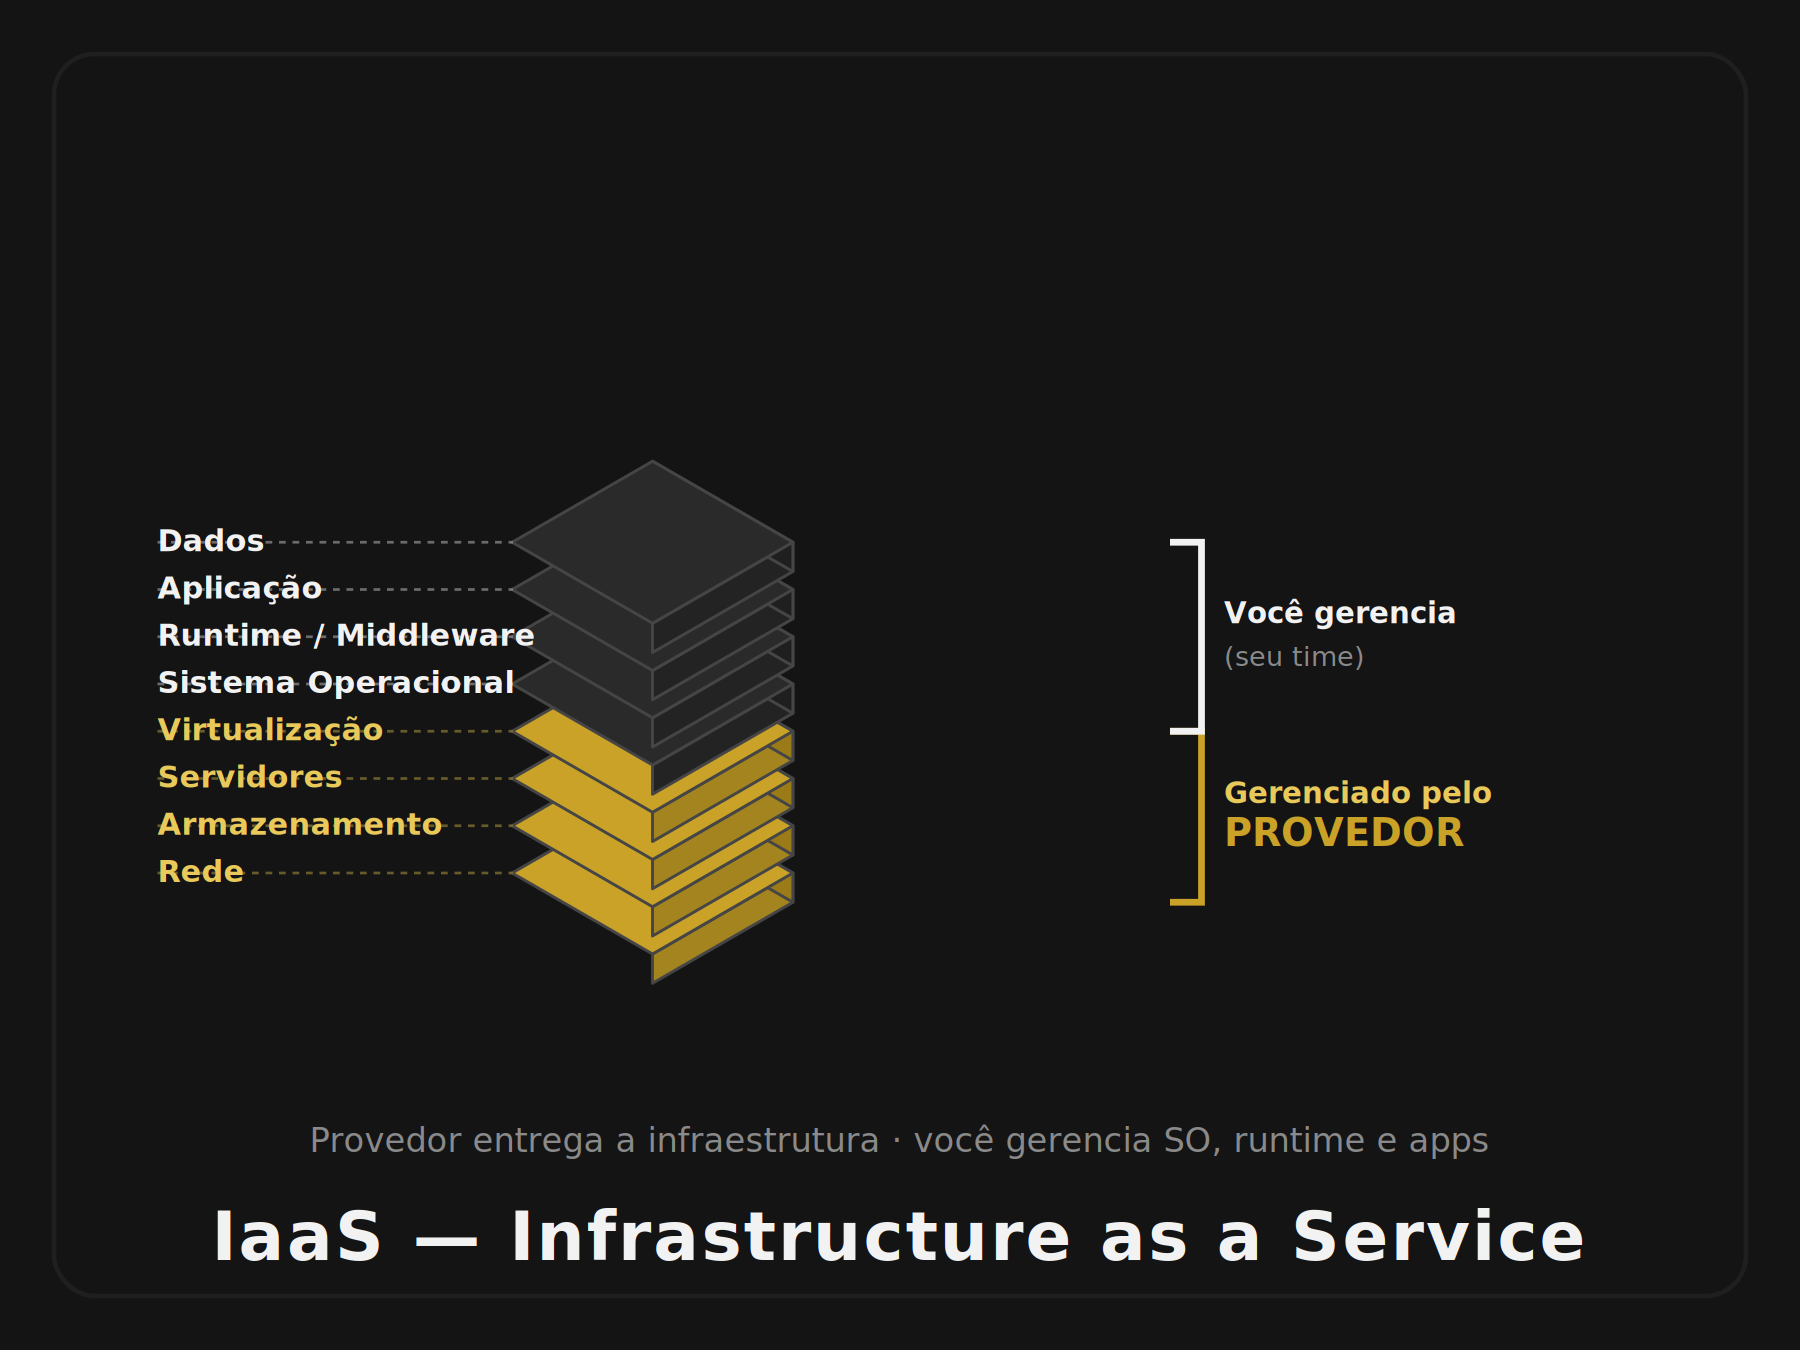 Dados
Aplicação
Runtime / Middleware
Sistema Operacional
Virtualização
Servidores
Armazenamento
Rede
Você gerencia
(seu time)
Gerenciado pelo
PROVEDOR
Provedor entrega a infraestrutura · você gerencia SO, runtime e apps
IaaS — Infrastructure as a Service